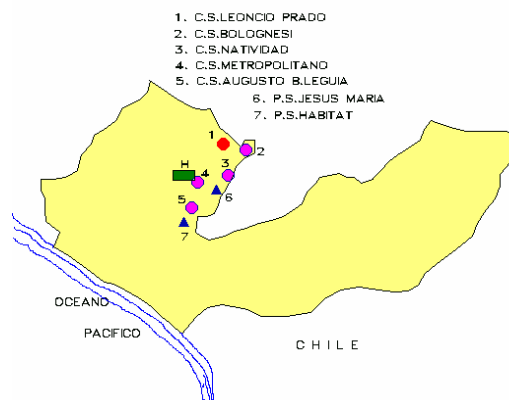 1. C.S.LEONCIO PRADO
2. C.S.BOLOGNESI
3. C.S.NATIVIDAD
4. C.S.METROPOLITANO
5. C.S.AUGUSTO B.LEGUIA
6. P.S.JESUS MARIA
7. P.S.HABITAT
1
2
H
3
4
6
5
7
OCEANO
PACIFICO
CHILE